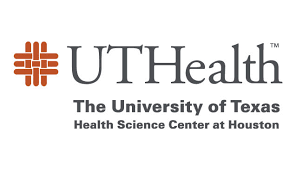 UTHealth™
The University of Texas
Health Science Center at Houston